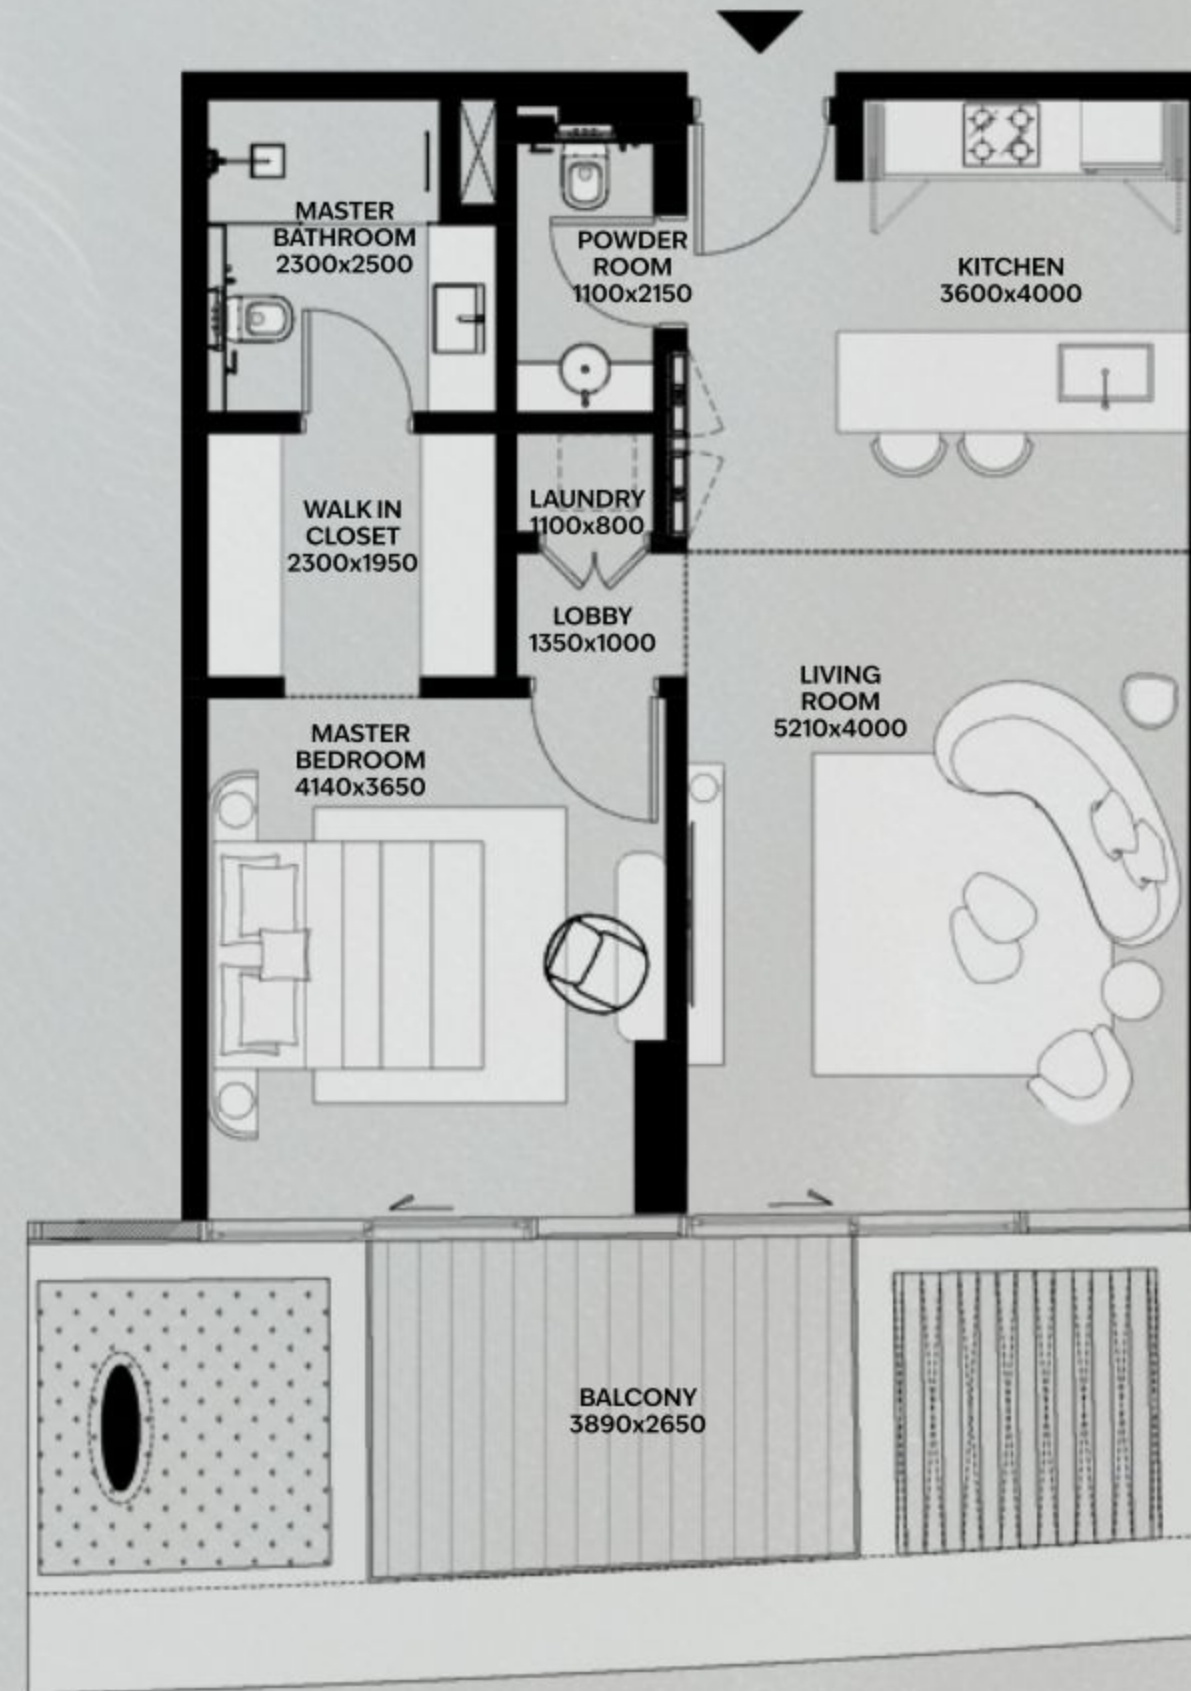 MASTER
BATHROOM
2300x2500
POWDER
ROOM
1100x2150
KITCHEN
3600x4000
WALK IN
CLOSET
2300x1950
LAUNDRY
1100x800
LOBBY
1350x1000
LIVING
ROOM
5210x4000
MASTER
BEDROOM
4140x3650
BALCONY
3890x2650